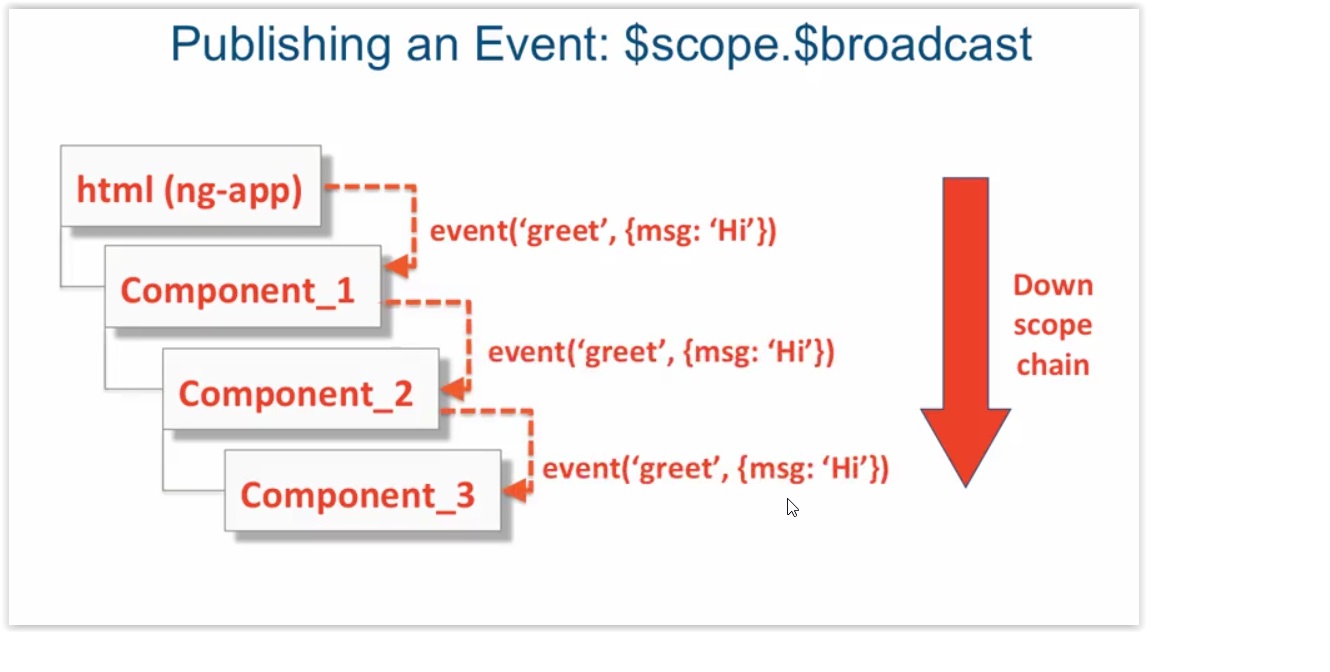 Publishing an Event: $scope.$broadcast
html (ng-app)
event(‘greet’, {msg: ‘Hi’})
Component_1
event(‘greet’, {msg: ‘Hi’})
Component_2
event(‘greet’, {msg: ‘Hi’})
Component_3
Down
scope
chain